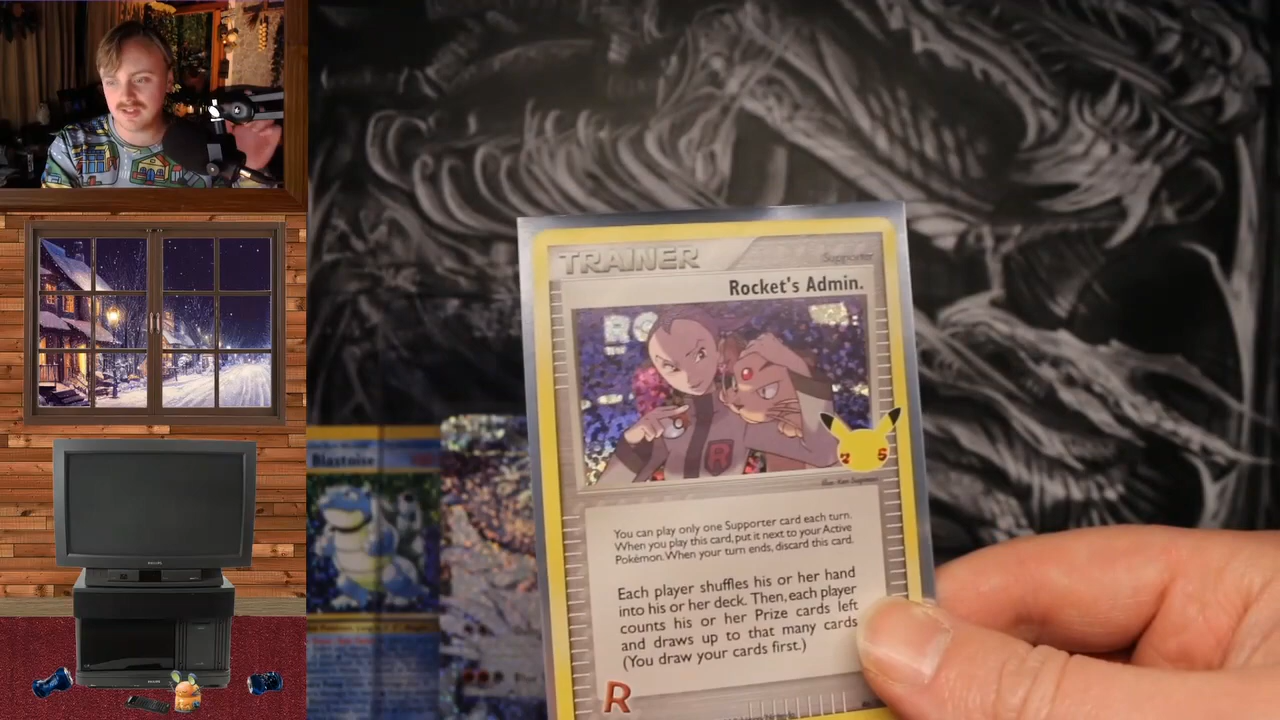 TRAINER
Supporter
Rocket's Admin.
R
Blastoise
2 5
You can play only one Supporter card each turn.
When you play this card, put it next to your Active
Pokémon. When your turn ends, discard this card.
Each player shuffles his or her hand
into his or her deck. Then, each player
counts his or her Prize cards left
and draws up to that many cards
(You draw your cards first.)
R
PHILIPS